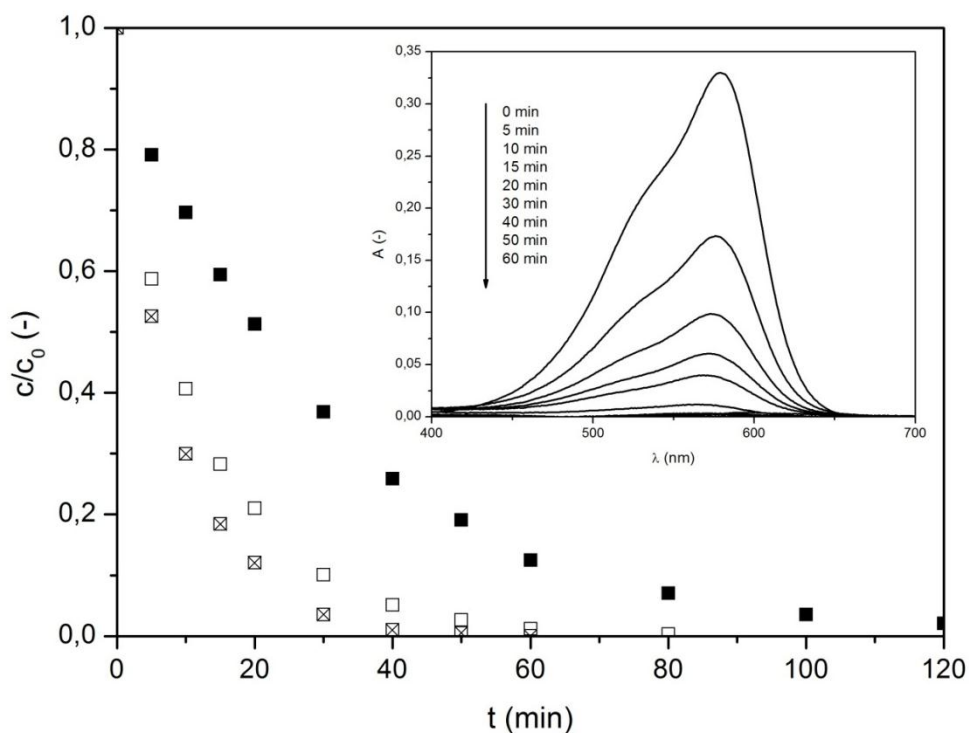 1,0
0,8
0,6
0,4
0,2
0,0
c/c0 (-)
0 20 40 60 80 100 120
t (min)
0,35
0,30
0,25
0,20
0,15
0,10
0,05
0,00
A (-)
0 min
5 min
10 min
15 min
20 min
30 min
40 min
50 min
60 min
400 500 600 700
λ (nm)